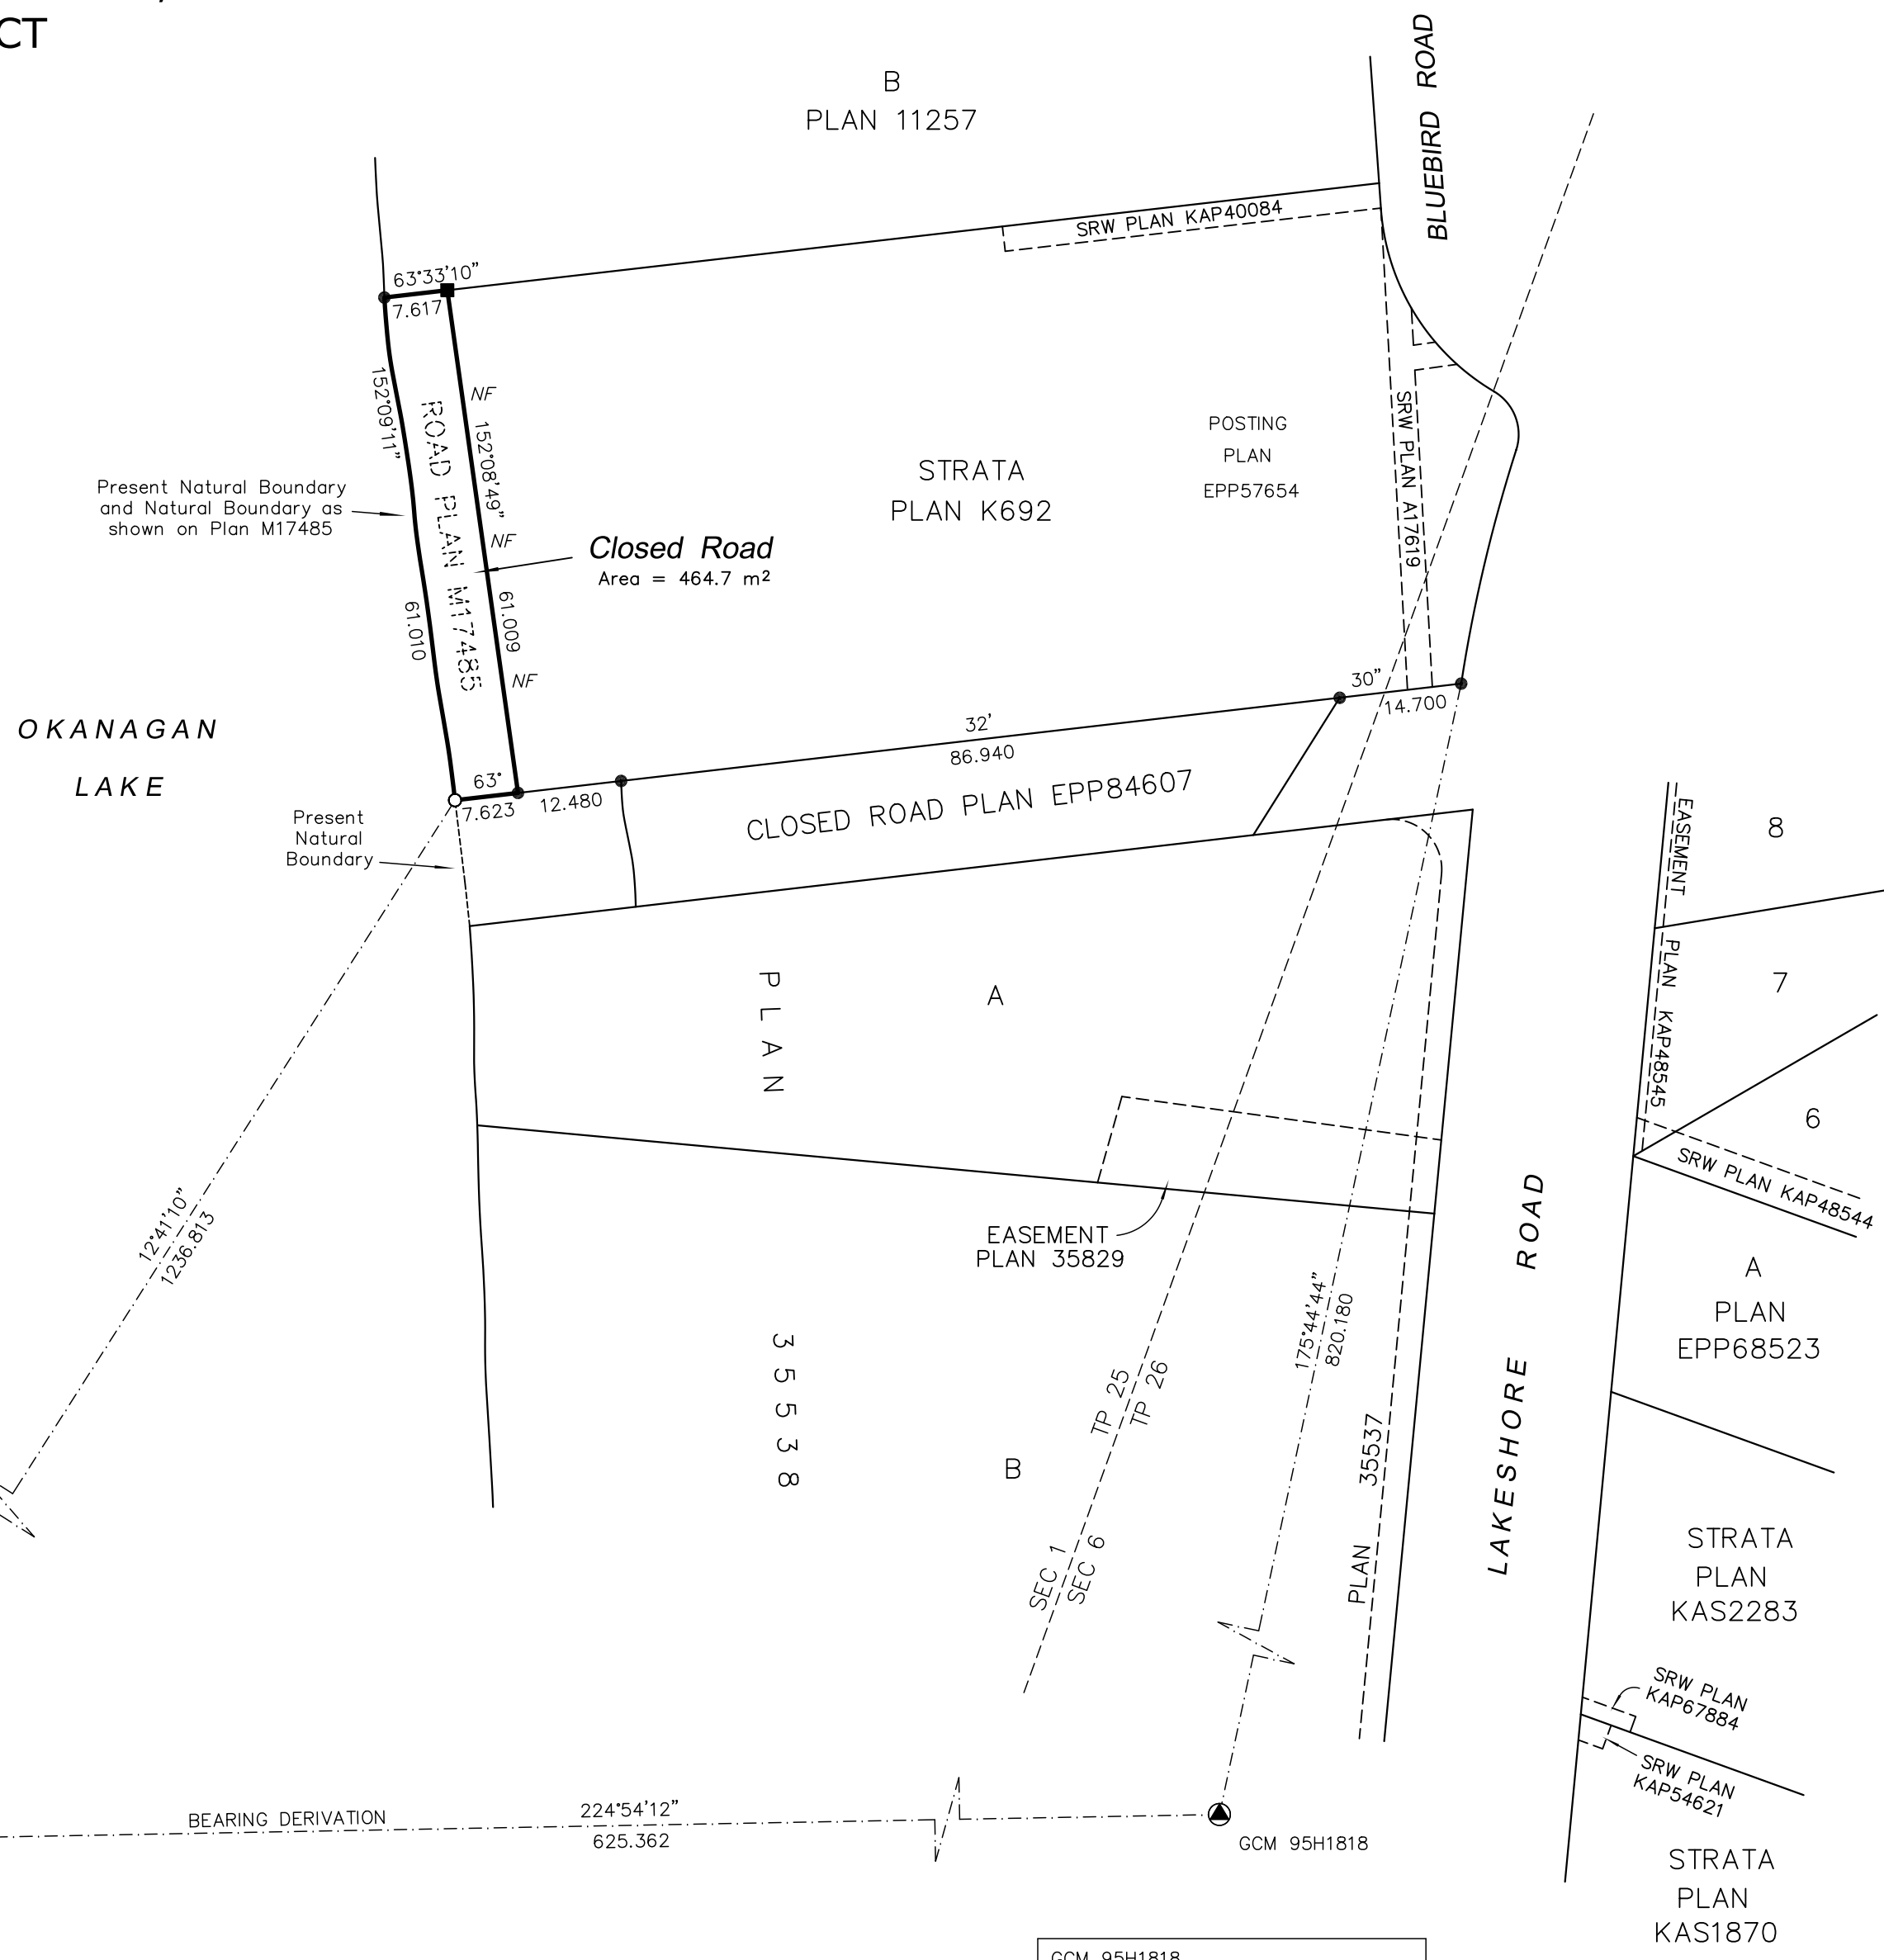 CT
B
PLAN 11257
BLUEBIRD ROAD
SRW PLAN KAP40084
63°33'10"
7.617
152°09'11"
61.010
ROAD PLAN M17485
NF
152°08'49"
NF
61.009
NF
Present Natural Boundary
and Natural Boundary as
shown on Plan M17485
Closed Road
Area = 464.7 m²
STRATA
PLAN K692
POSTING
PLAN
EPP57654
SRW PLAN A17619
OKANAGAN
LAKE
63°
7.623
12.480
32'
86.940
30"
14.700
CLOSED ROAD PLAN EPP84607
Present
Natural
Boundary
EASEMENT PLAN KAP48545
8
7
6
SRW PLAN KAP48544
PLAN
A
EASEMENT
PLAN 35829
12°41'10"
1236.813
35538
B
TP 25
TP 26
SEC 1
SEC 6
175°44'44"
820.180
PLAN 35537
LAKESHORE ROAD
A
PLAN
EPP68523
STRATA
PLAN
KAS2283
SRW PLAN
KAP67884
SRW PLAN
KAP54621
STRATA
PLAN
KAS1870
BEARING DERIVATION
224°54'12"
625.362
GCM 95H1818
GCM 95H1818